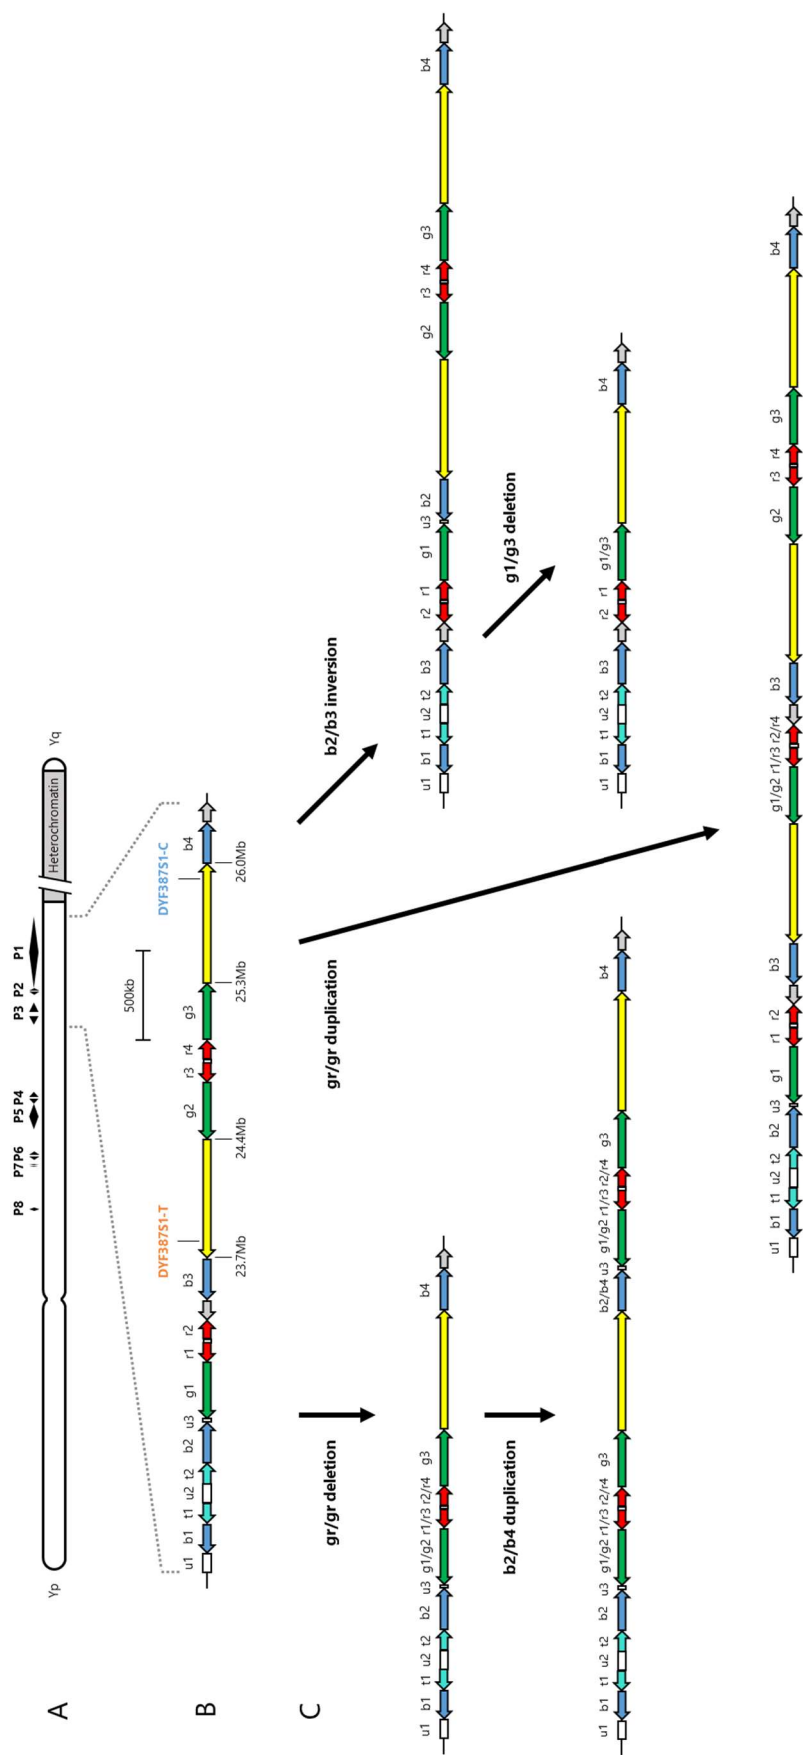 A
Yp
P8
P7 P6
P5 P4
P3 P2
P1
Heterochromatin
Yq
B
DYF387S1-T
DYF387S1-C
500kb
u1 b1 t1 u2 t2 b2 u3 g1 r1 r2 b3 g2 r3 r4 g3 b4
23.7Mb 24.4Mb 25.3Mb 26.0Mb
C
gr/gr deletion
gr/gr duplication
b2/b3 inversion
u1 b1 t1 u2 t2 b2 u3 g1/g2 r1/r3 r2/r4 g3 b4
u1 b1 t1 u2 t2 b3 r2 r1 g1 u3 b2 g2 r3 r4 g3 b4
b2/b4 duplication
g1/g3 deletion
u1 b1 t1 u2 t2 b2 u3 g1/g2 r1/r3 r2/r4 g3 b2/b4 u3 g1/g2 r1/r3 r2/r4 g3 b4
u1 b1 t1 u2 t2 b3 r2 r1 g1/g3 b4
u1 b1 t1 u2 t2 b2 u3 g1 r1 r2 b3 g1/g2 r1/r3 r2/r4 b3 g2 r3 r4 g3 b4